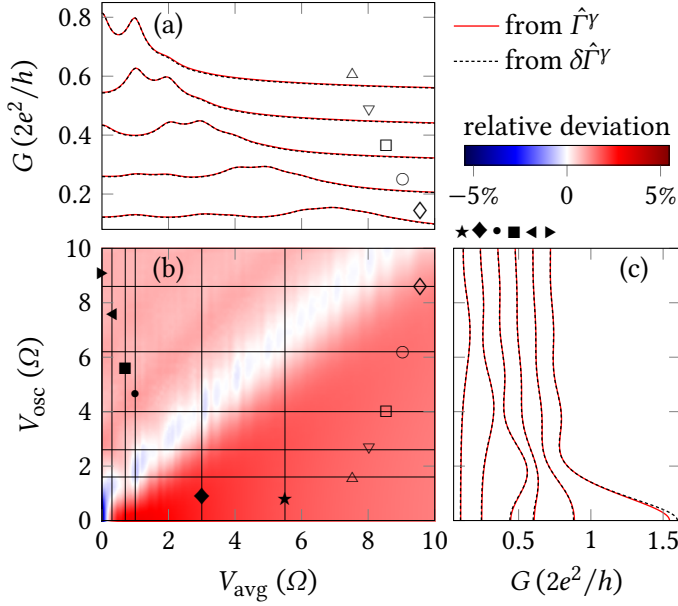 (a)
0.8
0.6
0.4
0.2
G (2e²/h)
from Γ̂^γ
from δΓ̂^γ
relative deviation
−5% 0 5%
(b)
10
8
6
4
2
0
V_osc (Ω)
0 2 4 6 8 10
V_avg (Ω)
(c)
0.5 1 1.5
G (2e²/h)